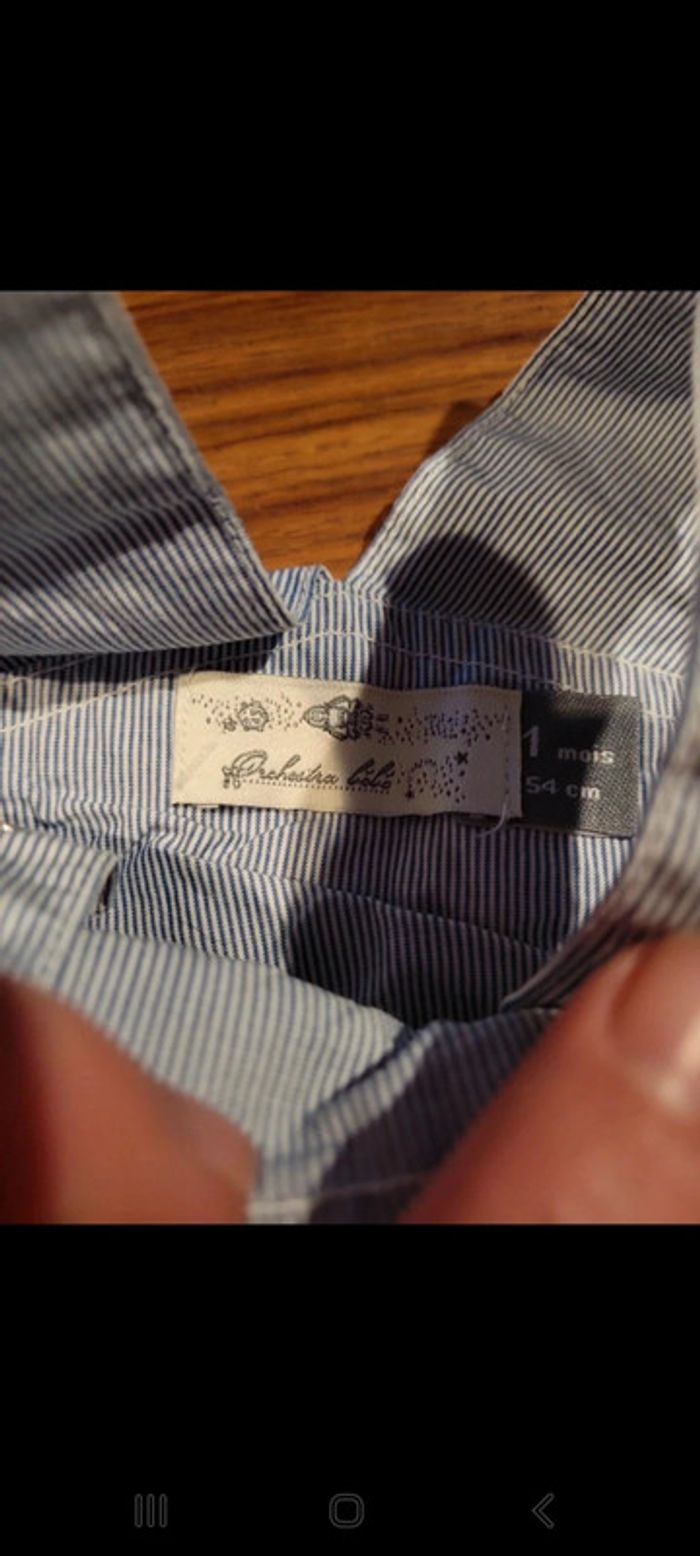 Orchestra bébé
1 mois
54 cm